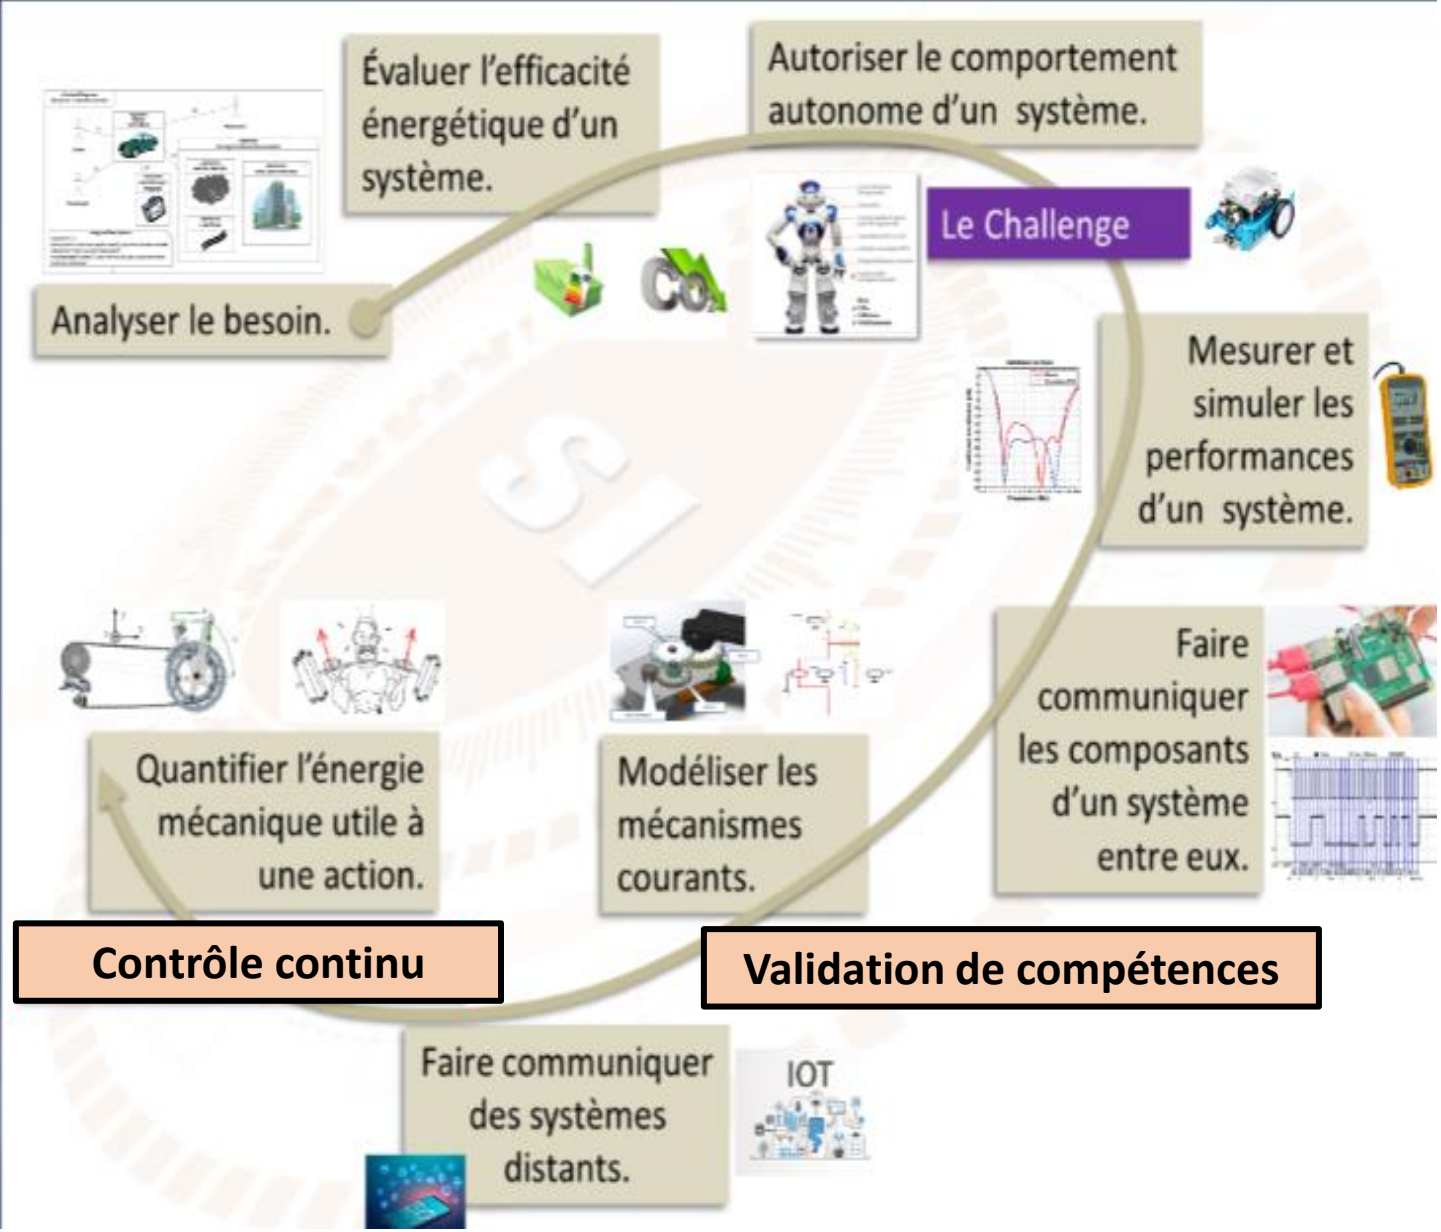 Évaluer l'efficacité
énergétique d'un
système.
Autoriser le comportement
autonome d'un système.
Le Challenge
Analyser le besoin.
CO₂
Mesurer et
simuler les
performances
d'un système.
SI
Faire
communiquer
les composants
d'un système
entre eux.
Quantifier l'énergie
mécanique utile à
une action.
Modéliser les
mécanismes
courants.
Contrôle continu
Validation de compétences
Faire communiquer
des systèmes
distants.
IOT